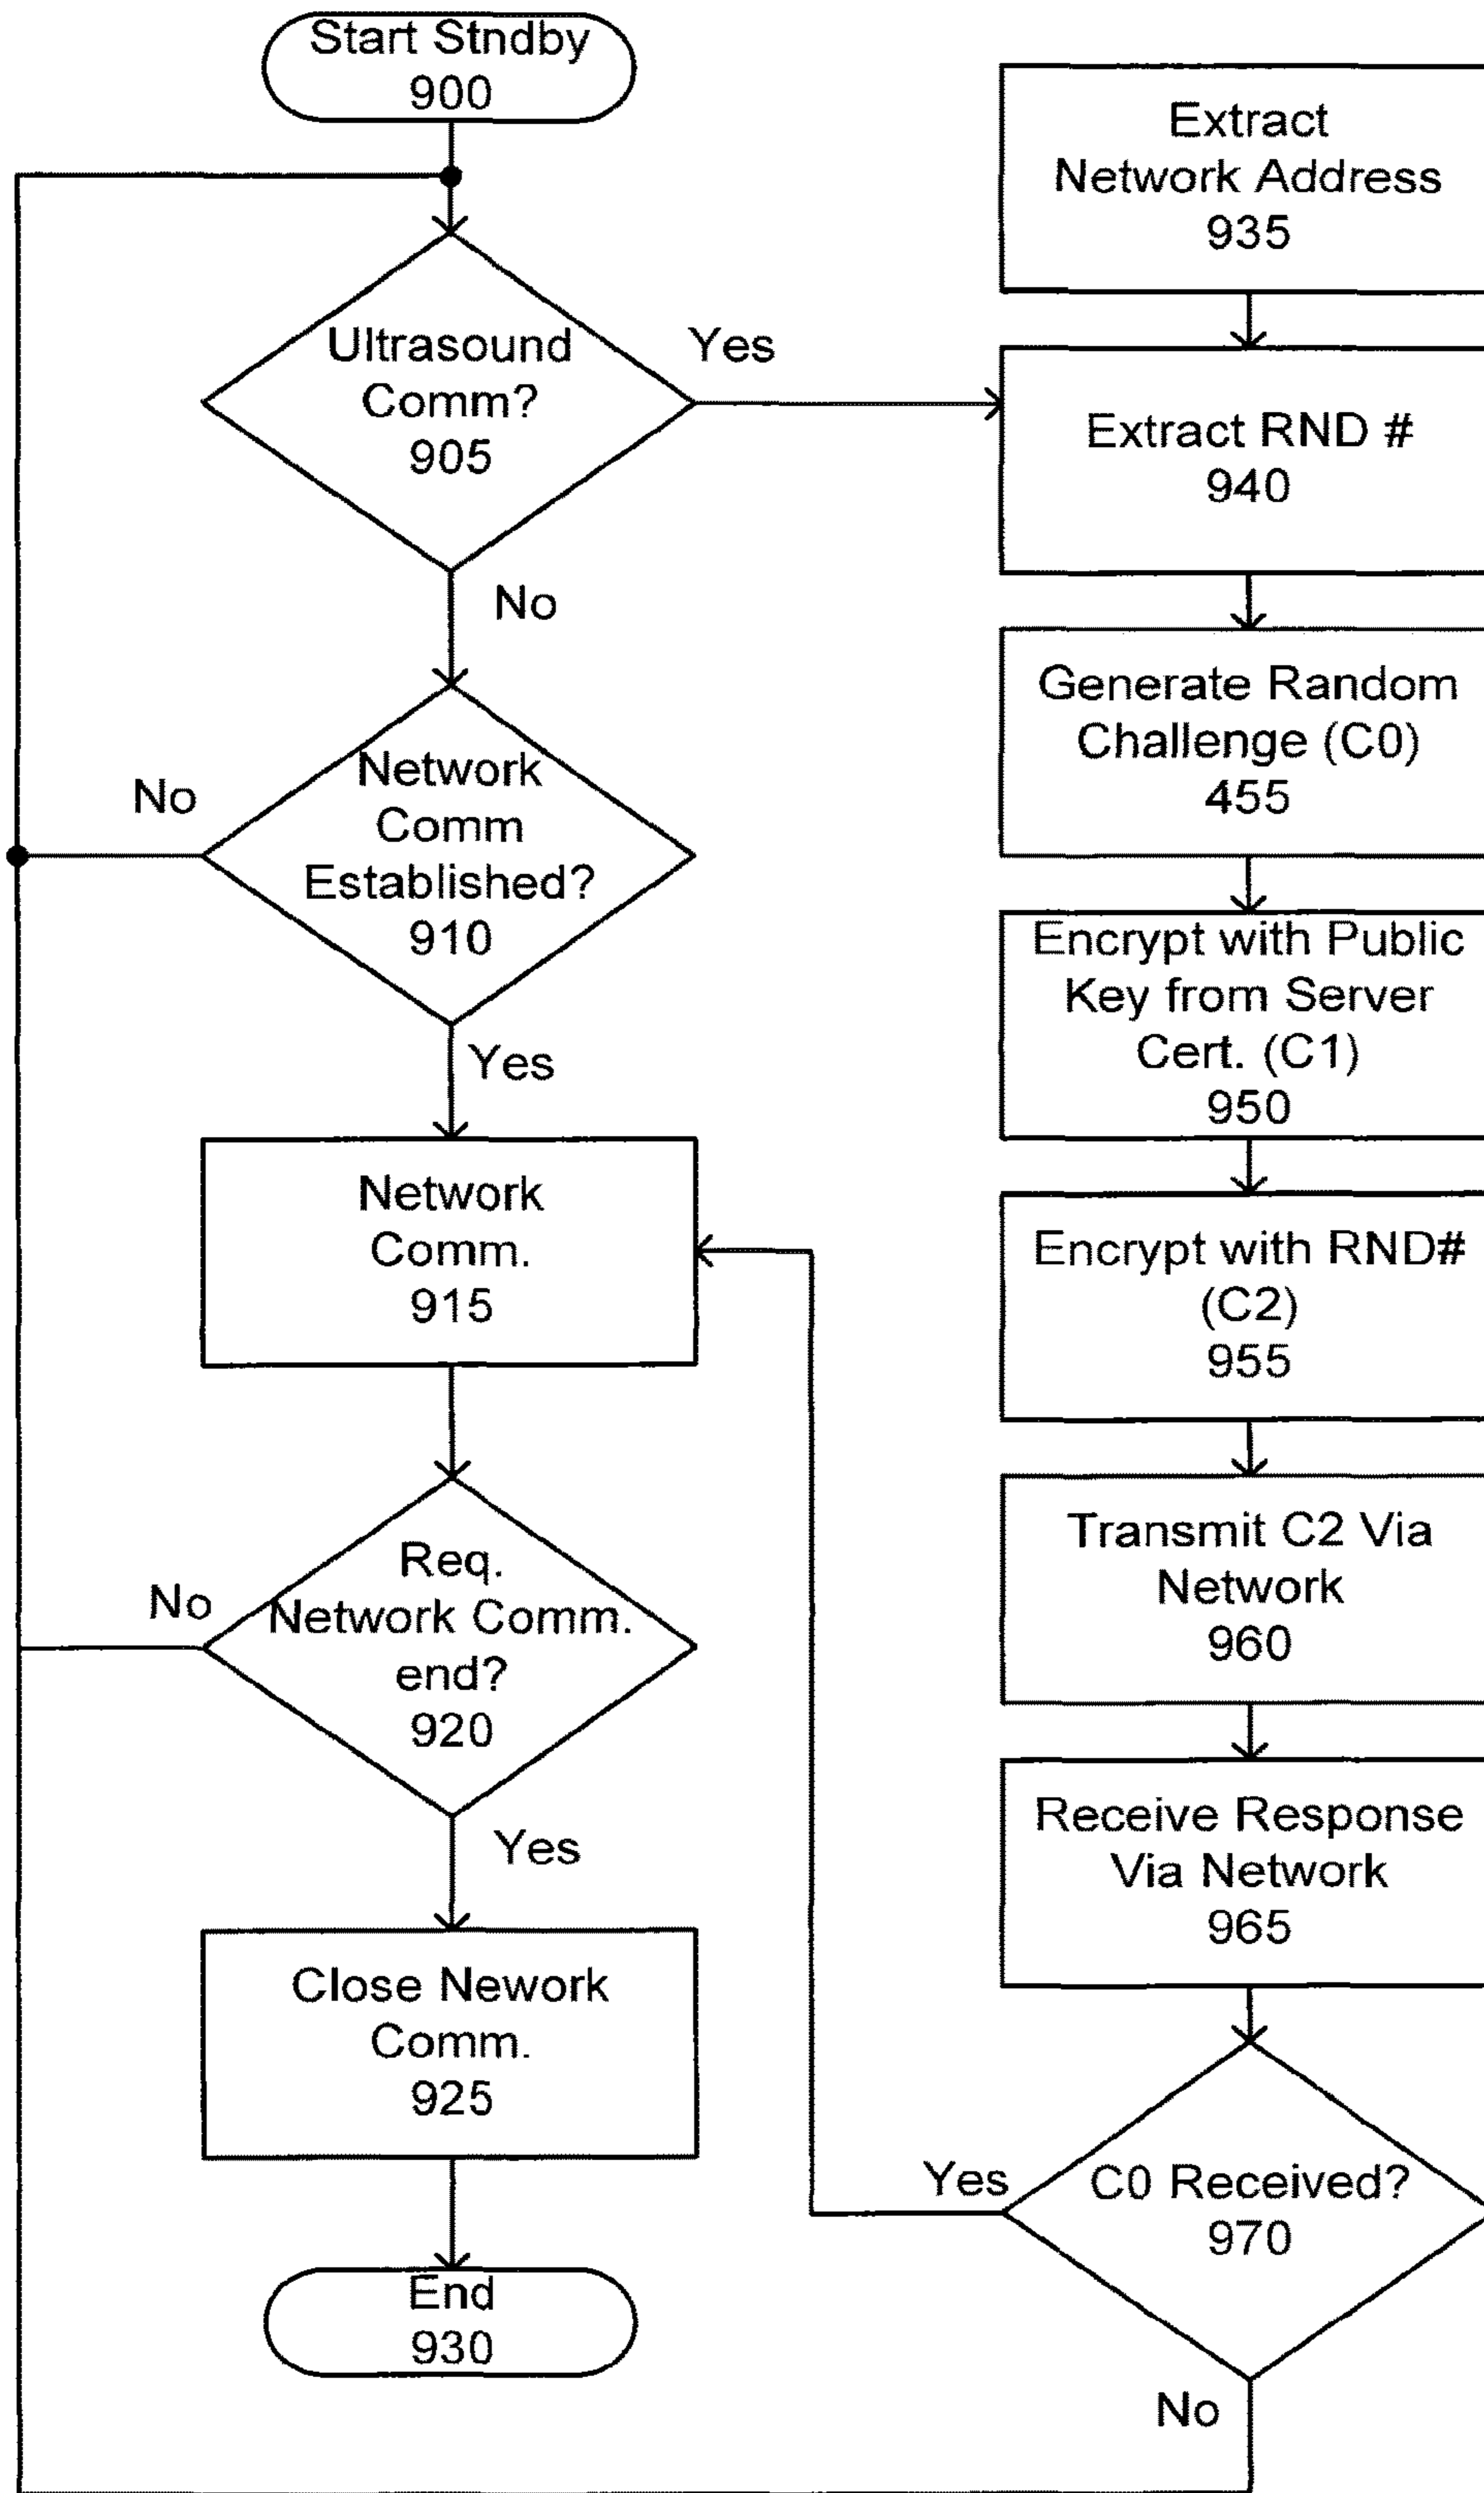 Start Stndby
900
Ultrasound
Comm?
905
Yes
No
Network
Comm
Established?
910
No
Yes
Network
Comm.
915
Req.
Network Comm.
end?
920
No
Yes
Close Nework
Comm.
925
End
930
Extract
Network Address
935
Extract RND #
940
Generate Random
Challenge (C0)
455
Encrypt with Public
Key from Server
Cert. (C1)
950
Encrypt with RND#
(C2)
955
Transmit C2 Via
Network
960
Receive Response
Via Network
965
C0 Received?
970
Yes
No